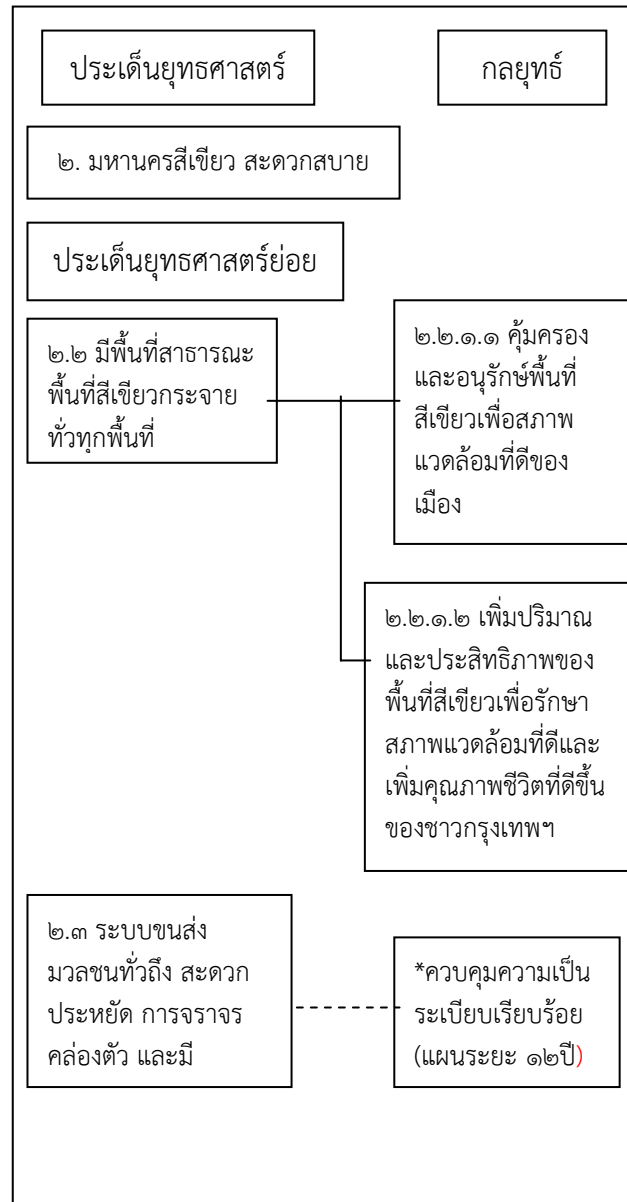 ประเด็นยุทธศาสตร์
กลยุทธ์
๒. มหานครสีเขียว สะดวกสบาย
ประเด็นยุทธศาสตร์ย่อย
๒.๒ มีพื้นที่สาธารณะ
พื้นที่สีเขียวกระจาย
ทั่วทุกพื้นที่
๒.๒.๑.๑ คุ้มครอง
และอนุรักษ์พื้นที่
สีเขียวเพื่อสภาพ
แวดล้อมที่ดีของ
เมือง
๒.๒.๑.๒ เพิ่มปริมาณ
และประสิทธิภาพของ
พื้นที่สีเขียวเพื่อรักษา
สภาพแวดล้อมที่ดีและ
เพิ่มคุณภาพชีวิตที่ดีขึ้น
ของชาวกรุงเทพฯ
๒.๓ ระบบขนส่ง
มวลชนทั่วถึง สะดวก
ประหยัด การจราจร
คล่องตัว และมี
*ควบคุมความเป็น
ระเบียบเรียบร้อย
(แผนระยะ ๑๒ปี)